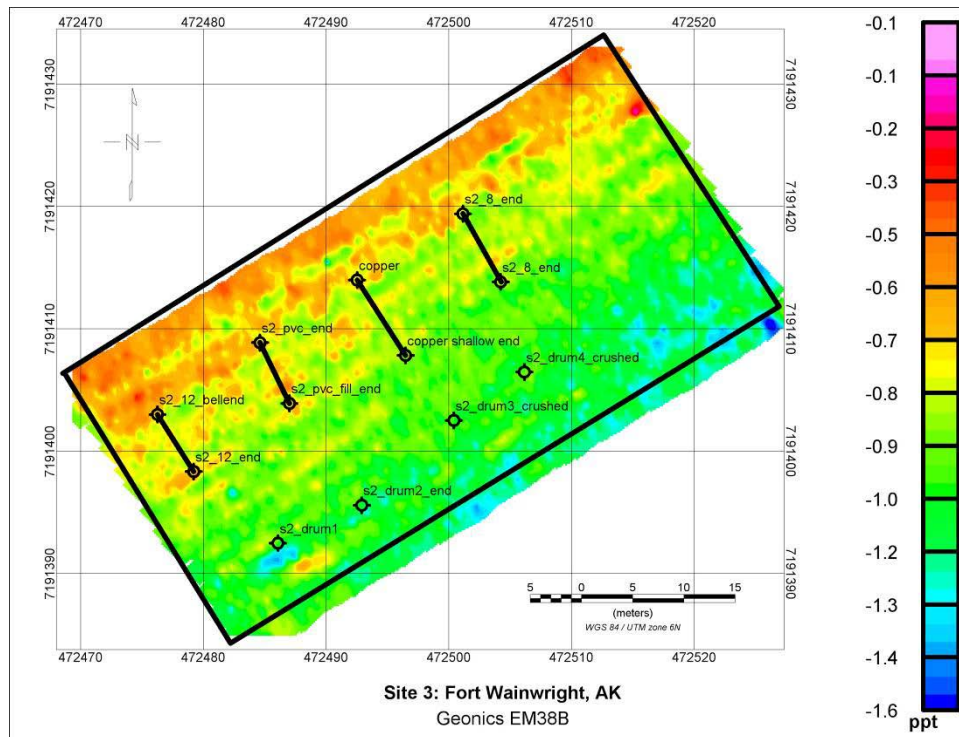 472470 472480 472490 472500 472510 472520
-0.1
-0.1
-0.2
-0.3
-0.5
-0.6
-0.8
-0.9
-1.0
-1.2
-1.3
-1.4
-1.6
ppt
7191430
7191420
7191410
7191400
7191390
7191430
7191420
7191410
7191400
7191390
N
s2_8_end
s2_8_end
copper
copper shallow end
s2_pvc_end
s2_pvc_fill_end
s2_12_bellend
s2_12_end
s2_drum4_crushed
s2_drum3_crushed
s2_drum2_end
s2_drum1
5 0 5 10 15
(meters)
WGS 84 / UTM zone 6N
472470 472480 472490 472500 472510 472520
Site 3: Fort Wainwright, AK
Geonics EM38B